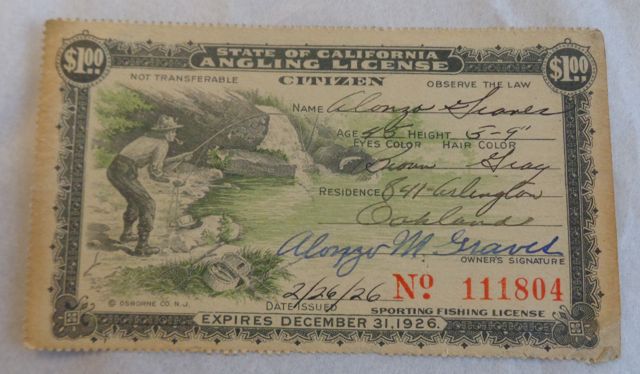 $1.00 STATE OF CALIFORNIA $1.00
ANGLING LICENSE
NOT TRANSFERABLE CITIZEN OBSERVE THE LAW
NAME Alonzo Graves
AGE 48 HEIGHT 5-9"
EYES COLOR HAIR COLOR
Brown Gray
RESIDENCE 841 Arlington
Oakland
Alonzo M Graves
OWNER'S SIGNATURE
2/26/26 No 111804
© OSBORNE CO. N.J. DATE ISSUED SPORTING FISHING LICENSE
EXPIRES DECEMBER 31, 1926.